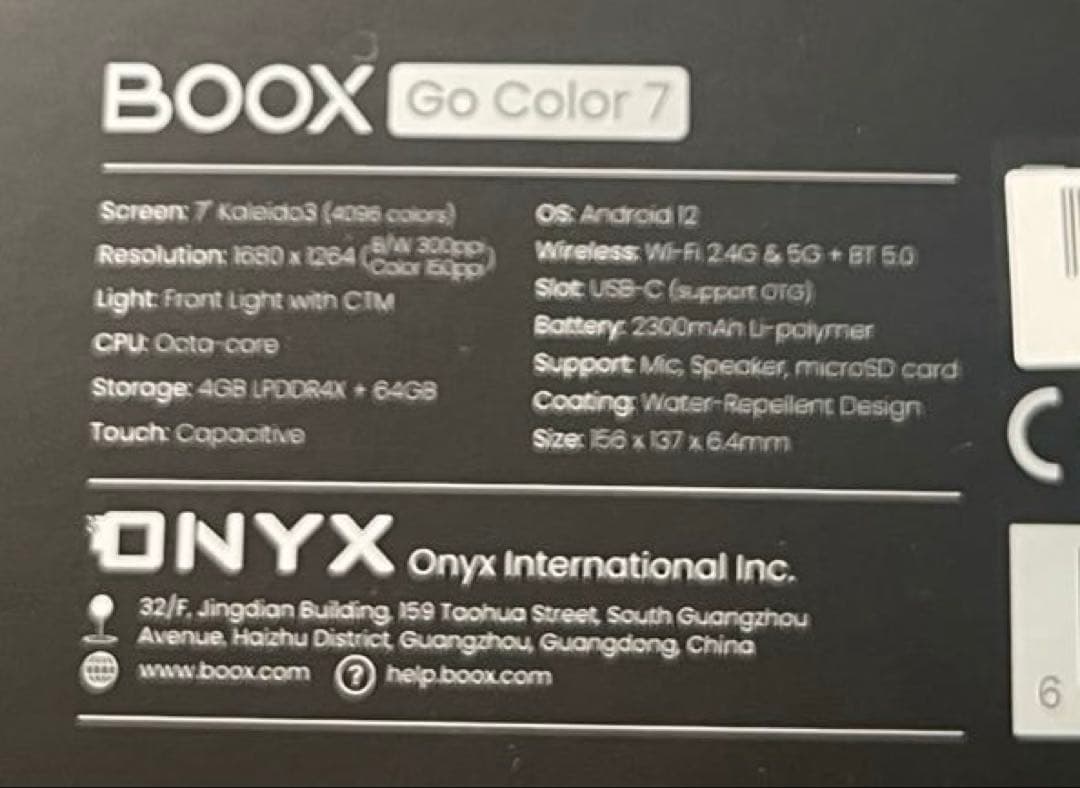 BOOX Go Color 7
Screen: 7" Kaleido3 (4096 colors)
Resolution: 1680 x 1264 (B/W 300ppi Color 150ppi)
Light: Front Light with CTM
CPU: Octa-core
Storage: 4GB LPDDR4X + 64GB
Touch: Capacitive
OS: Android 12
Wireless: Wi-Fi 2.4G & 5G + BT 5.0
Slot: USB-C (support OTG)
Battery: 2300mAh Li-polymer
Support: Mic, Speaker, microSD card
Coating: Water-Repellent Design
Size: 156 x 137 x 6.4mm
ONYX Onyx International Inc.
32/F, Jingdian Building, 159 Taohua Street, South Guangzhou
Avenue, Haizhu District, Guangzhou, Guangdong, China
www.boox.com ? help.boox.com
6